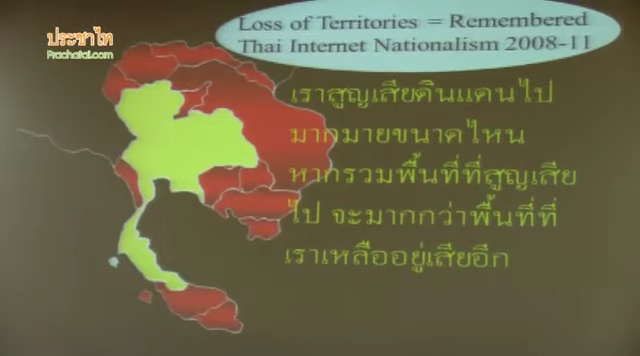 ประชาไท
Prachatai.com
Loss of Territories = Remembered
Thai Internet Nationalism 2008-11
เราสูญเสียดินแดนไป
มากมายขนาดไหน
หากรวมพื้นที่ที่สูญเสีย
ไป จะมากกว่าพื้นที่ที่
เราเหลืออยู่เสียอีก